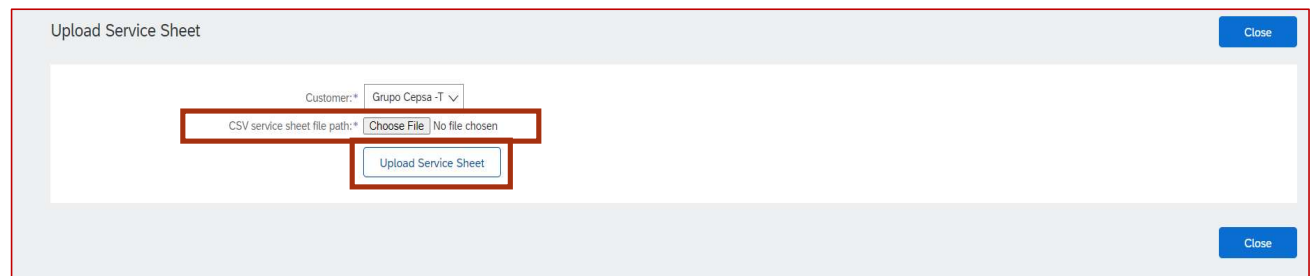 Upload Service Sheet
Close
Customer:* Grupo Cepsa -T
CSV service sheet file path:* Choose File No file chosen
Upload Service Sheet
Close